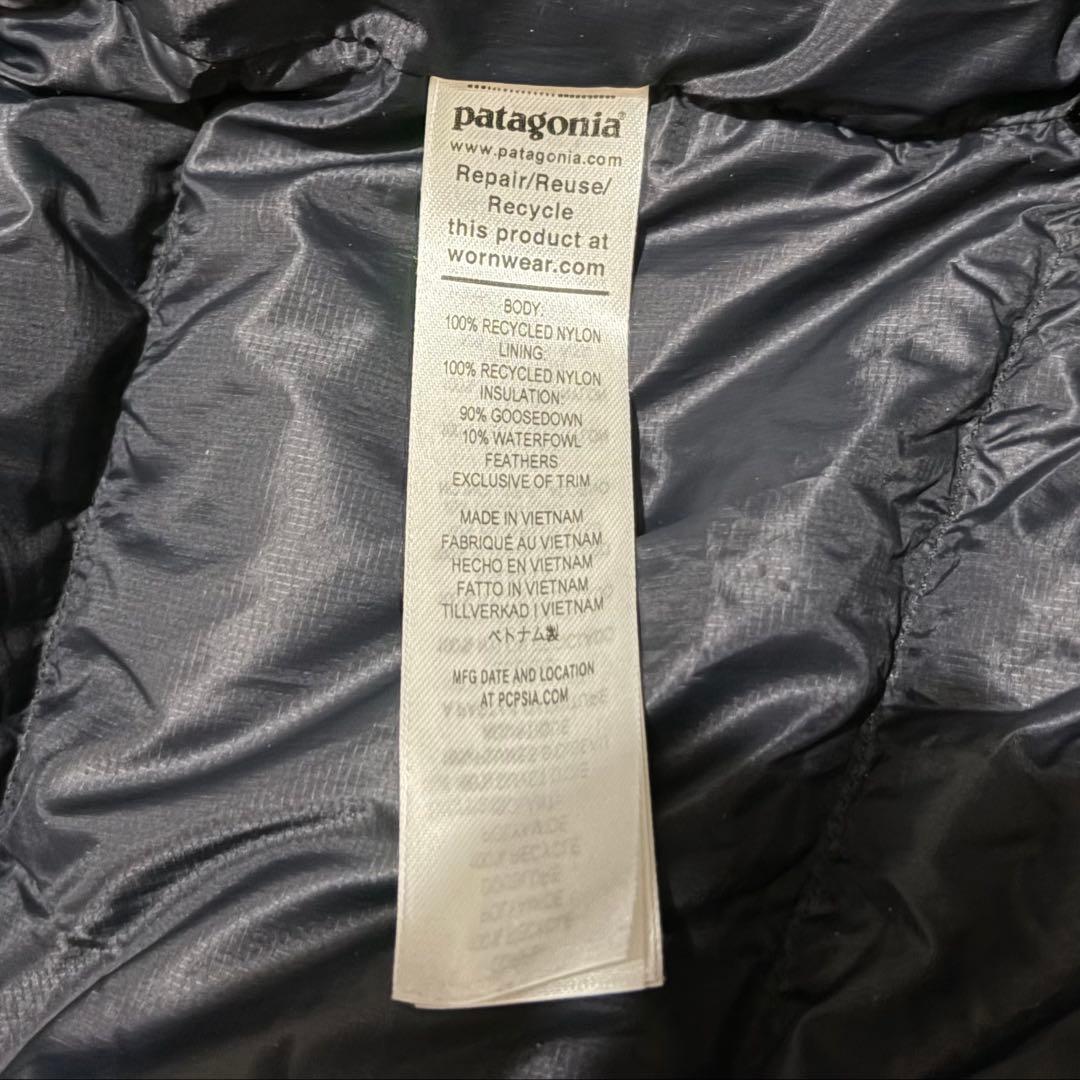 patagonia®
www.patagonia.com
Repair/Reuse/
Recycle
this product at
wornwear.com
BODY:
100% RECYCLED NYLON
LINING:
100% RECYCLED NYLON
INSULATION:
90% GOOSEDOWN
10% WATERFOWL
FEATHERS
EXCLUSIVE OF TRIM
MADE IN VIETNAM
FABRIQUÉ AU VIETNAM
HECHO EN VIETNAM
FATTO IN VIETNAM
TILLVERKAD I VIETNAM
ベトナム製
MFG DATE AND LOCATION
AT PCPSIA.COM